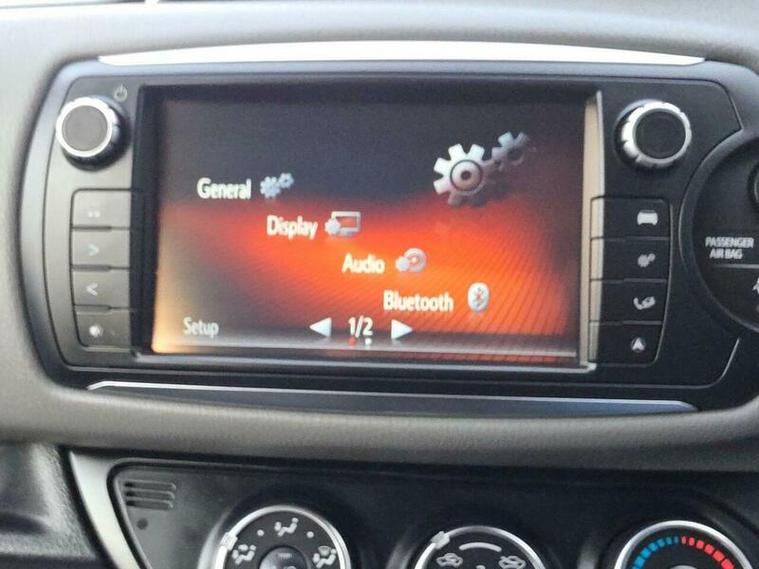 General
Display
Audio
Bluetooth
Setup
1/2
PASSENGER
AIR BAG